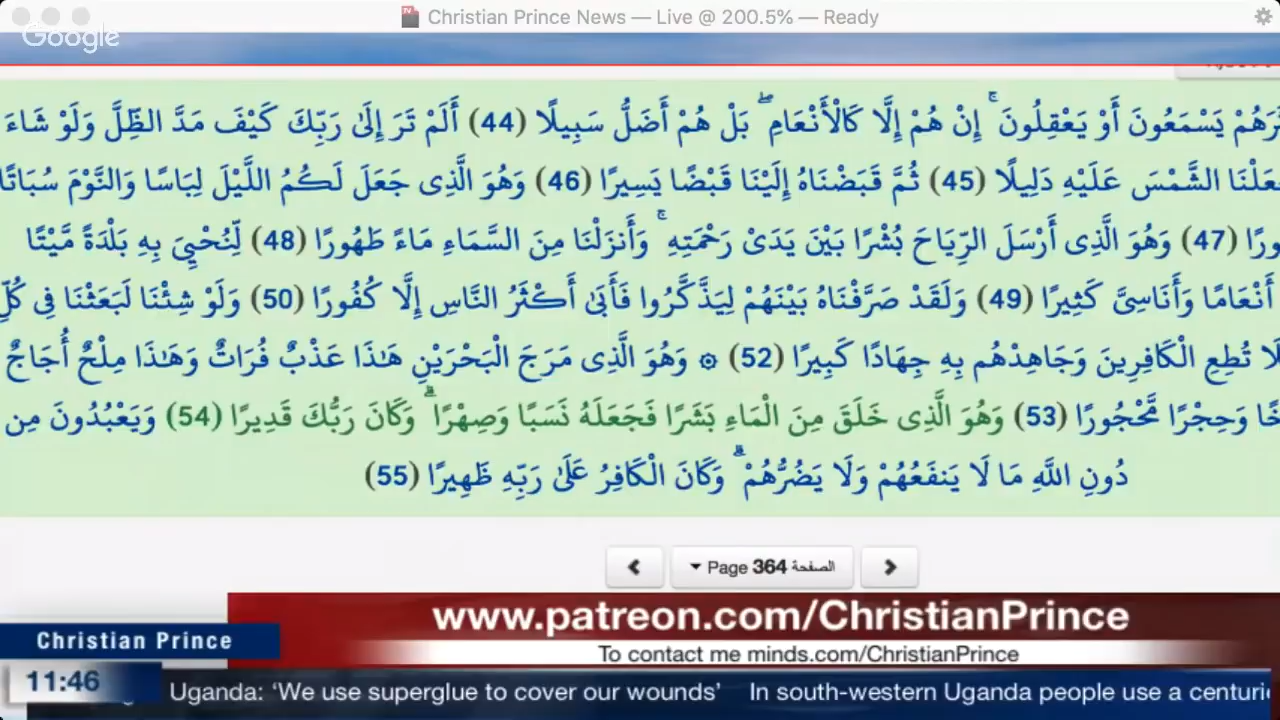 Christian Prince News — Live @ 200.5% — Ready
Google
يَسْمَعُونَ أَوْ يَعْقِلُونَ ۚ إِنْ هُمْ إِلَّا كَالْأَنْعَامِ ۖ بَلْ هُمْ أَضَلُّ سَبِيلًا (44) أَلَمْ تَرَ إِلَىٰ رَبِّكَ كَيْفَ مَدَّ الظِّلَّ وَلَوْ شَاءَ
الشَّمْسَ عَلَيْهِ دَلِيلًا (45) ثُمَّ قَبَضْنَاهُ إِلَيْنَا قَبْضًا يَسِيرًا (46) وَهُوَ الَّذِى جَعَلَ لَكُمُ اللَّيْلَ لِبَاسًا وَالنَّوْمَ سُبَاتًا
(47) وَهُوَ الَّذِى أَرْسَلَ الرِّيَاحَ بُشْرًا بَيْنَ يَدَىْ رَحْمَتِهِ ۚ وَأَنزَلْنَا مِنَ السَّمَاءِ مَاءً طَهُورًا (48) لِّنُحْيِىَ بِهِ بَلْدَةً مَّيْتًا
أَنْعَامًا وَأَنَاسِىَّ كَثِيرًا (49) وَلَقَدْ صَرَّفْنَاهُ بَيْنَهُمْ لِيَذَّكَّرُوا فَأَبَىٰ أَكْثَرُ النَّاسِ إِلَّا كُفُورًا (50) وَلَوْ شِئْنَا لَبَعَثْنَا فِى كُلِّ
تُطِعِ الْكَافِرِينَ وَجَاهِدْهُم بِهِ جِهَادًا كَبِيرًا (52) ۞ وَهُوَ الَّذِى مَرَجَ الْبَحْرَيْنِ هَٰذَا عَذْبٌ فُرَاتٌ وَهَٰذَا مِلْحٌ أُجَاجٌ
وَحِجْرًا مَّحْجُورًا (53) وَهُوَ الَّذِى خَلَقَ مِنَ الْمَاءِ بَشَرًا فَجَعَلَهُ نَسَبًا وَصِهْرًا ۗ وَكَانَ رَبُّكَ قَدِيرًا (54) وَيَعْبُدُونَ مِن
دُونِ اللَّهِ مَا لَا يَنفَعُهُمْ وَلَا يَضُرُّهُمْ ۗ وَكَانَ الْكَافِرُ عَلَىٰ رَبِّهِ ظَهِيرًا (55)
Page 364 الصفحة
www.patreon.com/ChristianPrince
Christian Prince
To contact me minds.com/ChristianPrince
11:46
Uganda: ‘We use superglue to cover our wounds’ In south-western Uganda people use a